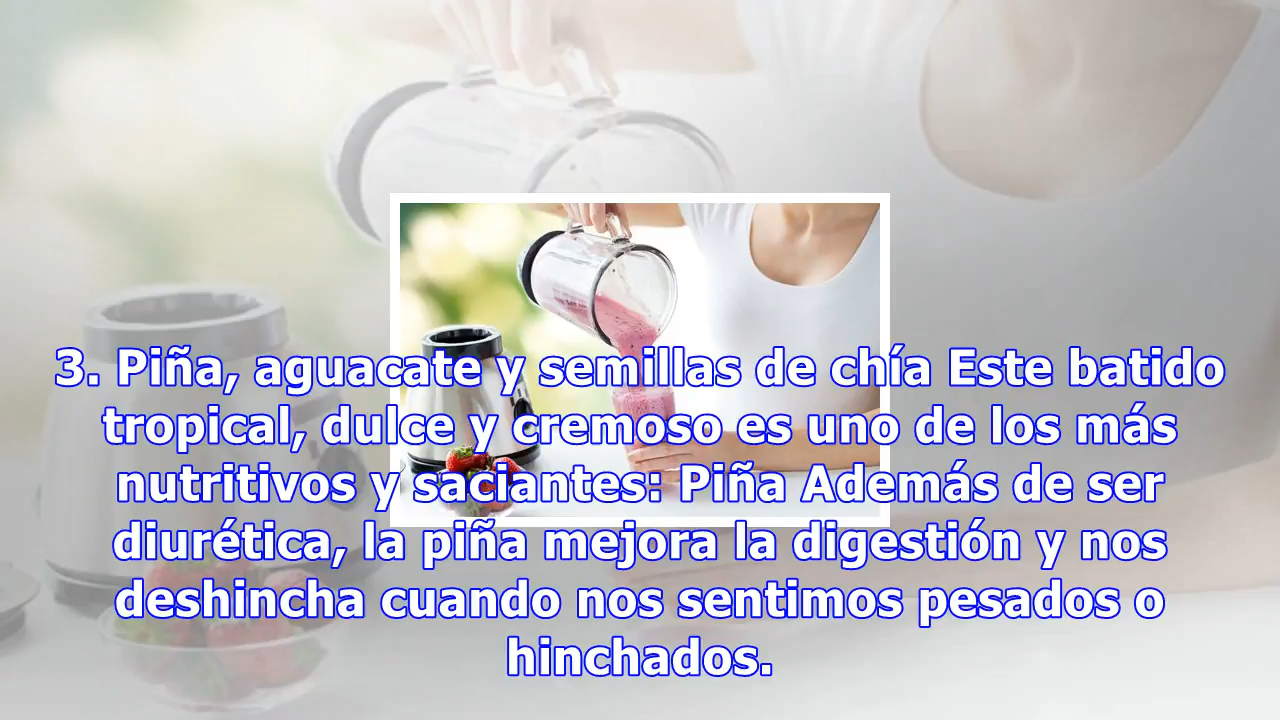 3. Piña, aguacate y semillas de chía Este batido
tropical, dulce y cremoso es uno de los más
nutritivos y saciantes: Piña Además de ser
diurética, la piña mejora la digestión y nos
deshincha cuando nos sentimos pesados o
hinchados.